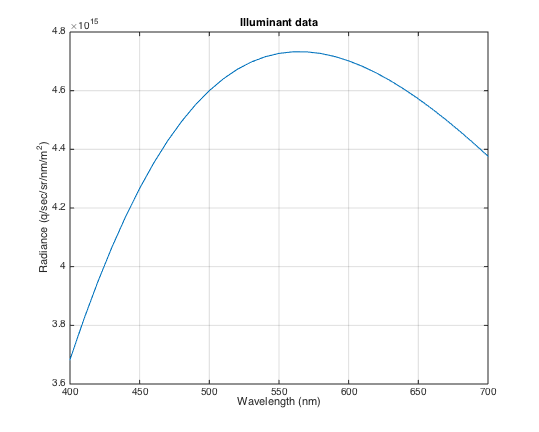 Illuminant data
×10^15
4.8
4.6
4.4
4.2
4
3.8
3.6
Radiance (q/sec/sr/nm/m^2)
400 450 500 550 600 650 700
Wavelength (nm)